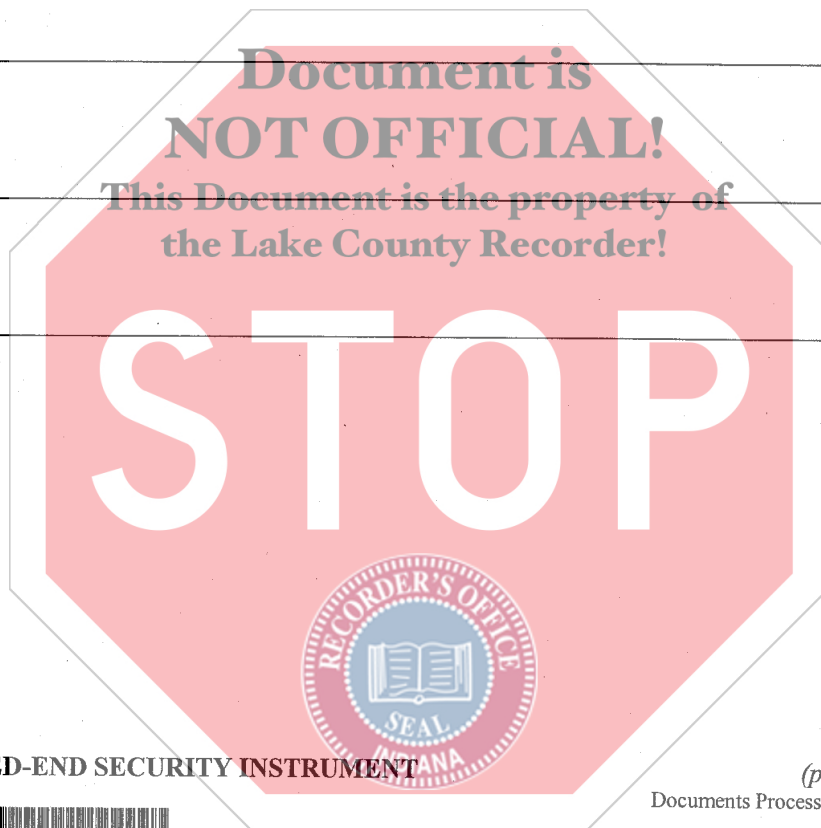 Document is
NOT OFFICIAL!
This Document is the property of
the Lake County Recorder!
STOP
RECORDER'S OFFICE
SEAL
INDIANA
D-END SECURITY INSTRUMENT
(p
Documents Process